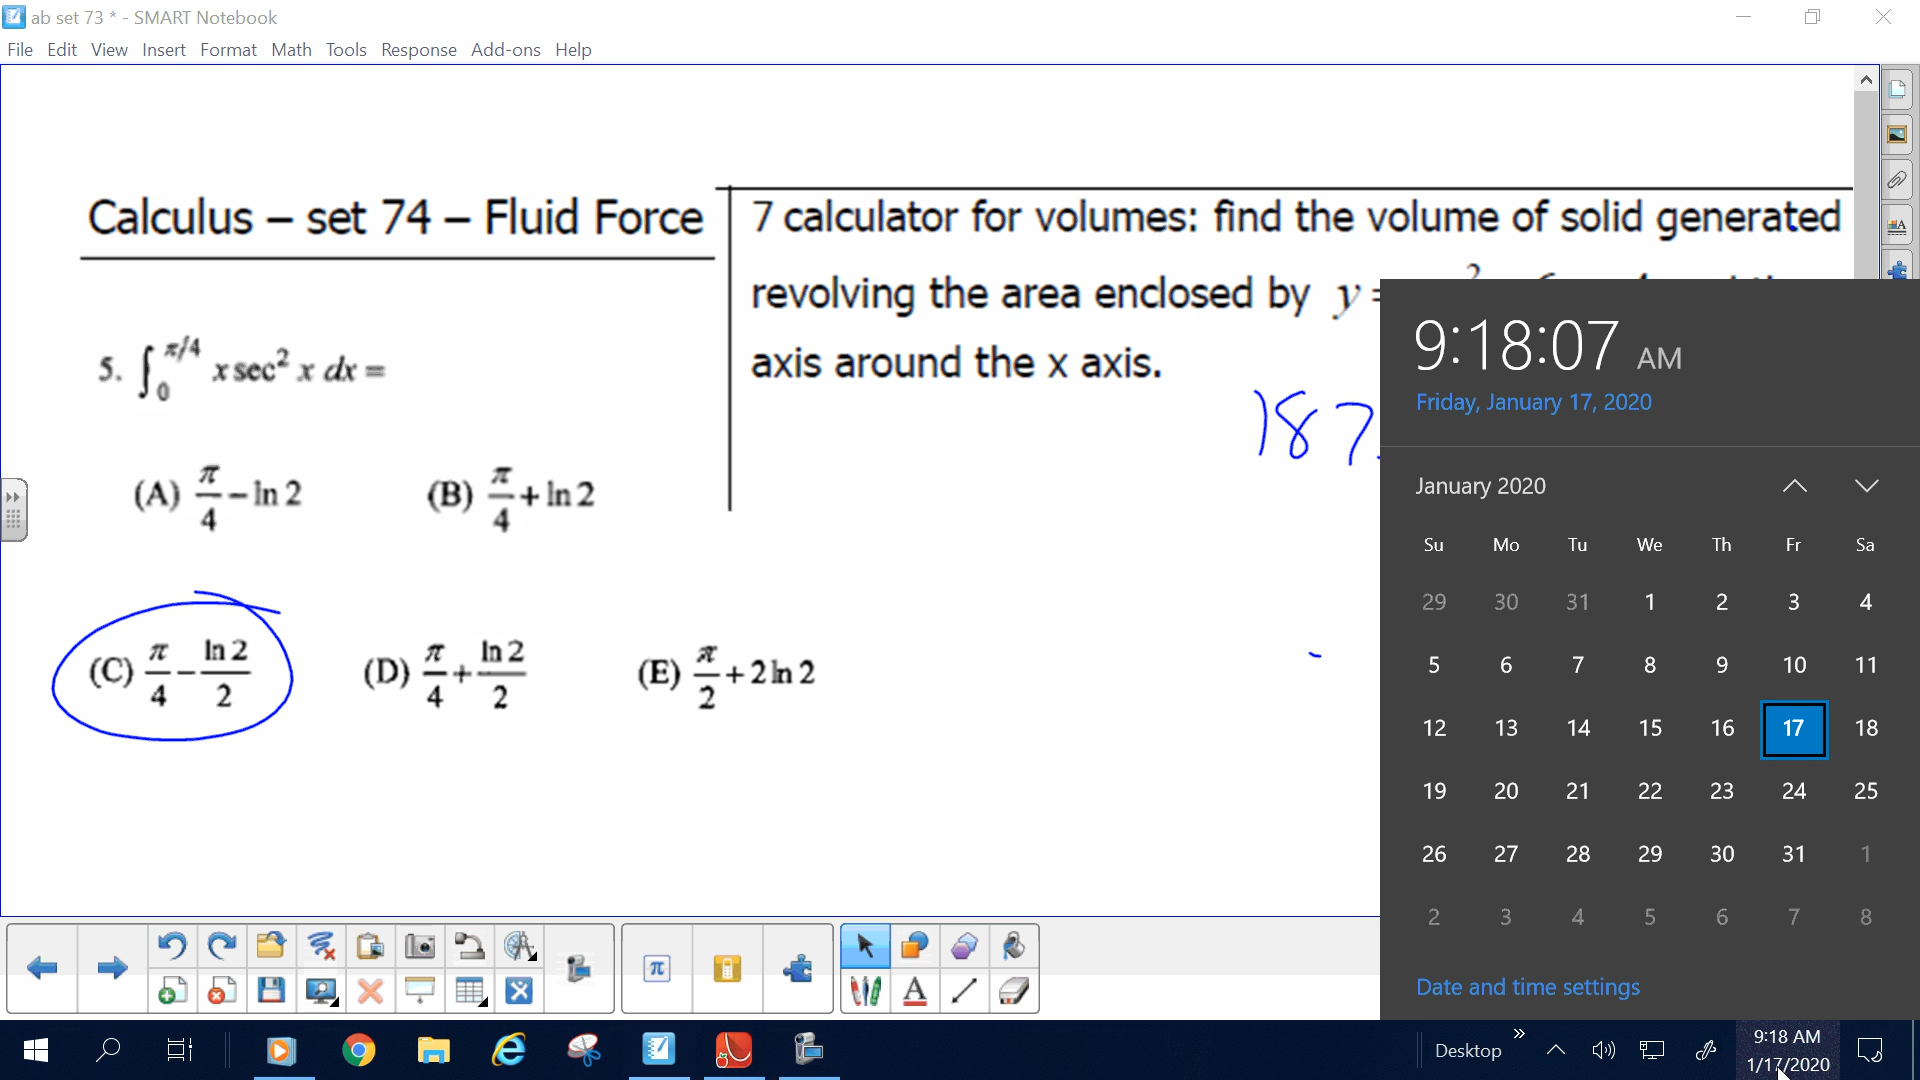 ab set 73 * - SMART Notebook
File Edit View Insert Format Math Tools Response Add-ons Help
Calculus – set 74 – Fluid Force
5. ∫₀^π/4 x sec² x dx =
(A) π/4 − ln 2 (B) π/4 + ln 2
(C) π/4 − ln 2/2 (D) π/4 + ln 2/2 (E) π/2 + 2 ln 2
7 calculator for volumes: find the volume of solid generated
revolving the area enclosed by y =
axis around the x axis.
187.
9:18:07 AM
Friday, January 17, 2020
January 2020
Su Mo Tu We Th Fr Sa
29 30 31 1 2 3 4
5 6 7 8 9 10 11
12 13 14 15 16 17 18
19 20 21 22 23 24 25
26 27 28 29 30 31 1
2 3 4 5 6 7 8
Date and time settings
Desktop
9:18 AM
1/17/2020